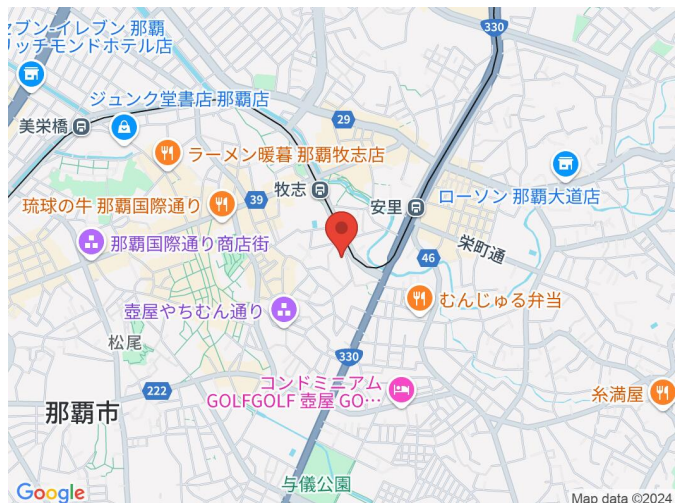 セブン-イレブン 那覇
リッチモンドホテル店
330
ジュンク堂書店 那覇店
美栄橋
29
ラーメン暖暮 那覇牧志店
牧志
ローソン 那覇大道店
琉球の牛 那覇国際通り
39
安里
那覇国際通り商店街
栄町通
46
むんじゅる弁当
壺屋やちむん通り
松尾
330
222
コンドミニアム
GOLFGOLF 壺屋 GO…
糸満屋
那覇市
与儀公園
Google
Map data ©2024